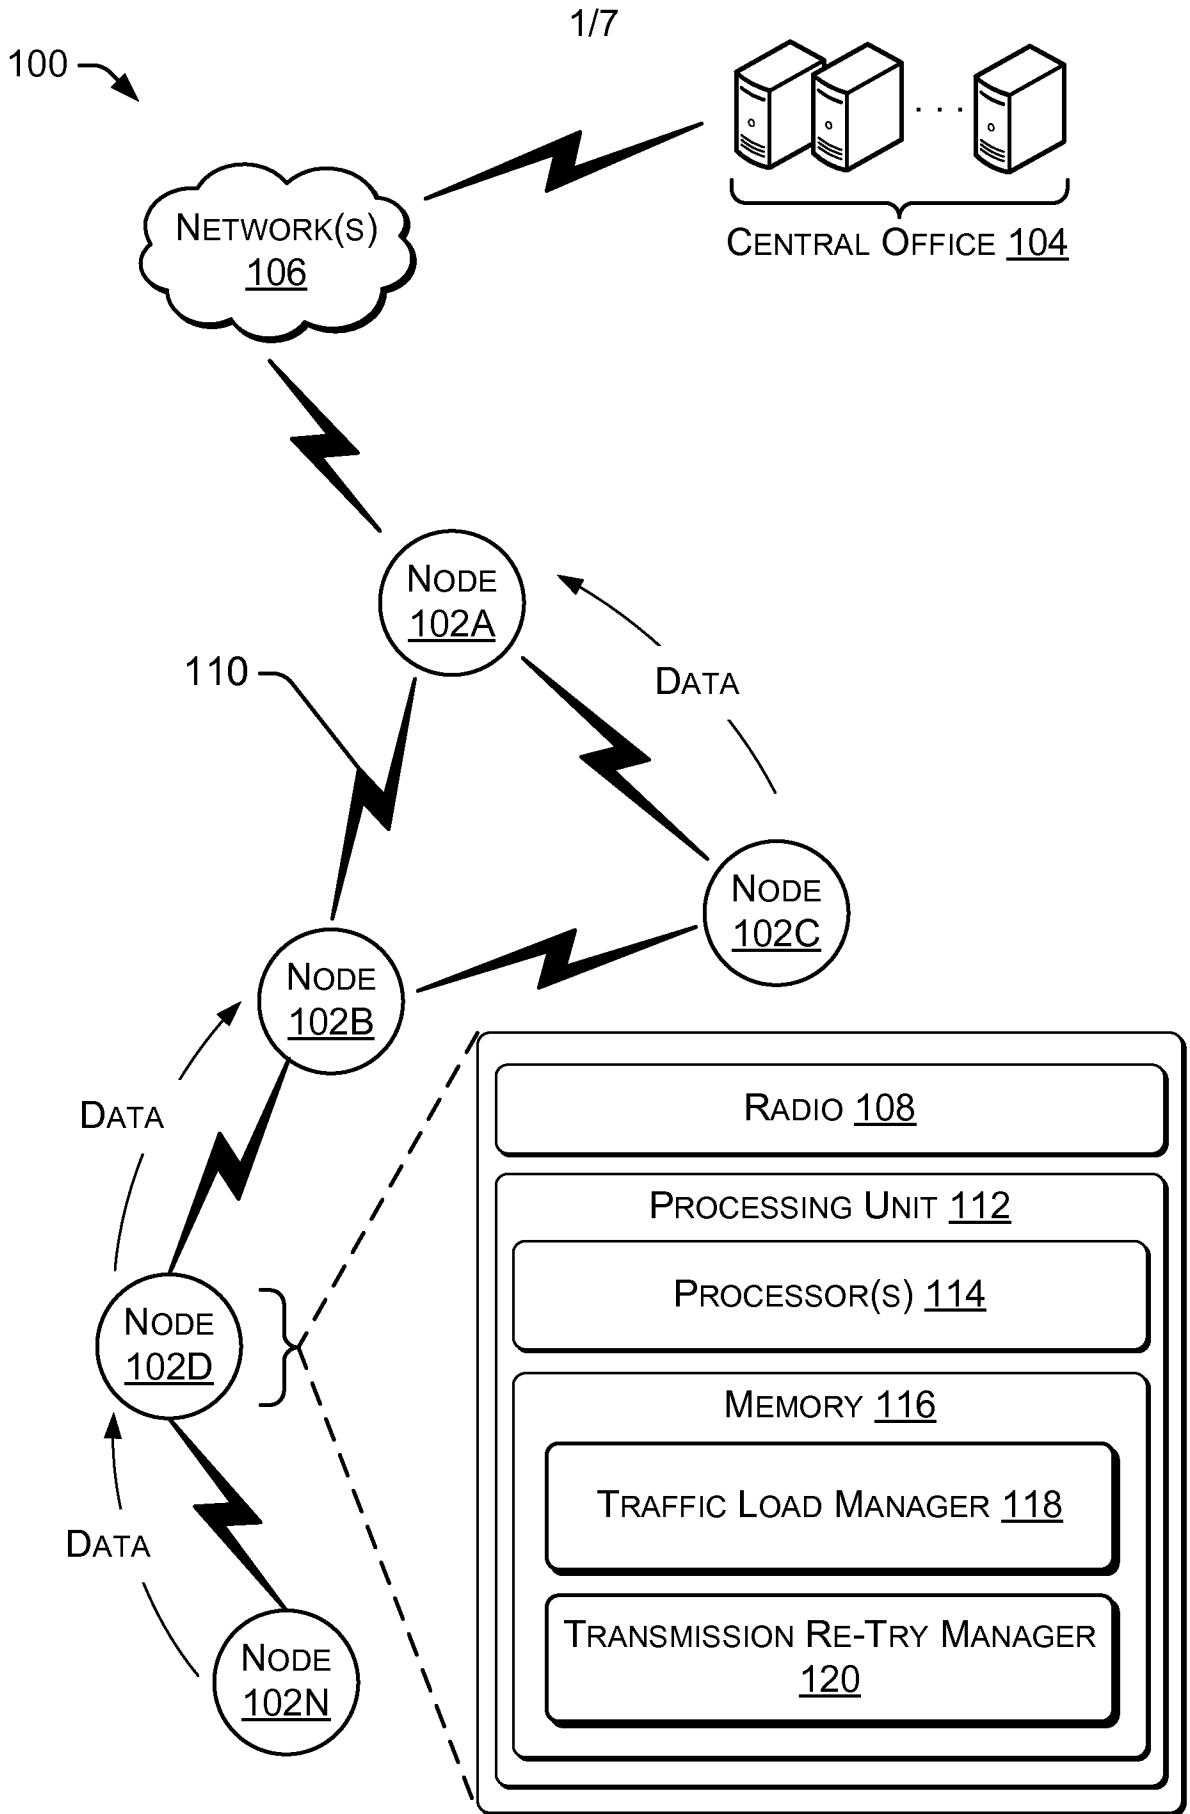 1/7
100
NETWORK(S)
106
. . .
CENTRAL OFFICE 104
NODE
102A
110
DATA
NODE
102C
NODE
102B
DATA
RADIO 108
PROCESSING UNIT 112
PROCESSOR(S) 114
NODE
102D
MEMORY 116
TRAFFIC LOAD MANAGER 118
DATA
TRANSMISSION RE-TRY MANAGER
120
NODE
102N